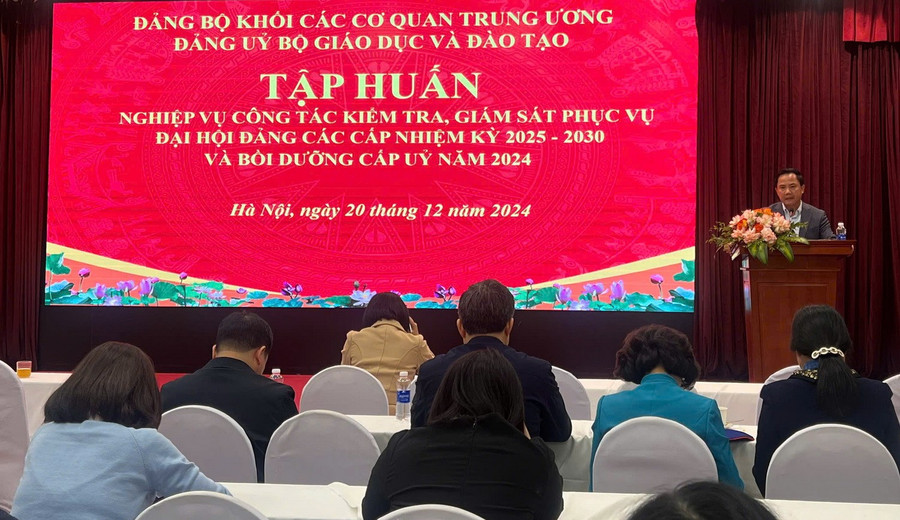 ĐẢNG BỘ KHỐI CÁC CƠ QUAN TRUNG ƯƠNG
ĐẢNG UỶ BỘ GIÁO DỤC VÀ ĐÀO TẠO
TẬP HUẤN
NGHIỆP VỤ CÔNG TÁC KIỂM TRA, GIÁM SÁT PHỤC VỤ
ĐẠI HỘI ĐẢNG CÁC CẤP NHIỆM KỲ 2025 - 2030
VÀ BỒI DƯỠNG CẤP UỶ NĂM 2024
Hà Nội, ngày 20 tháng 12 năm 2024